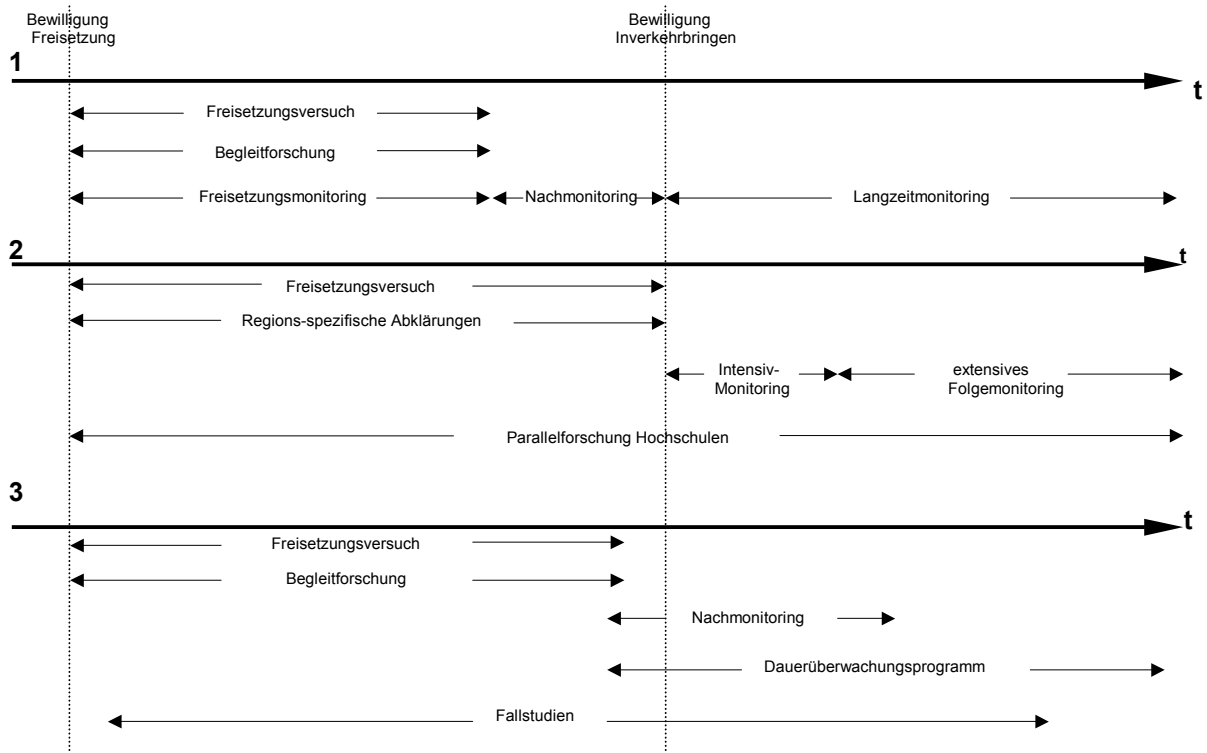 Bewilligung
Freisetzung
Bewilligung
Inverkehrbringen
1
t
Freisetzungsversuch
Begleitforschung
Freisetzungsmonitoring
Nachmonitoring
Langzeitmonitoring
2
t
Freisetzungsversuch
Regions-spezifische Abklärungen
Intensiv-
Monitoring
extensives
Folgemonitoring
Parallelforschung Hochschulen
3
t
Freisetzungsversuch
Begleitforschung
Nachmonitoring
Dauerüberwachungsprogramm
Fallstudien